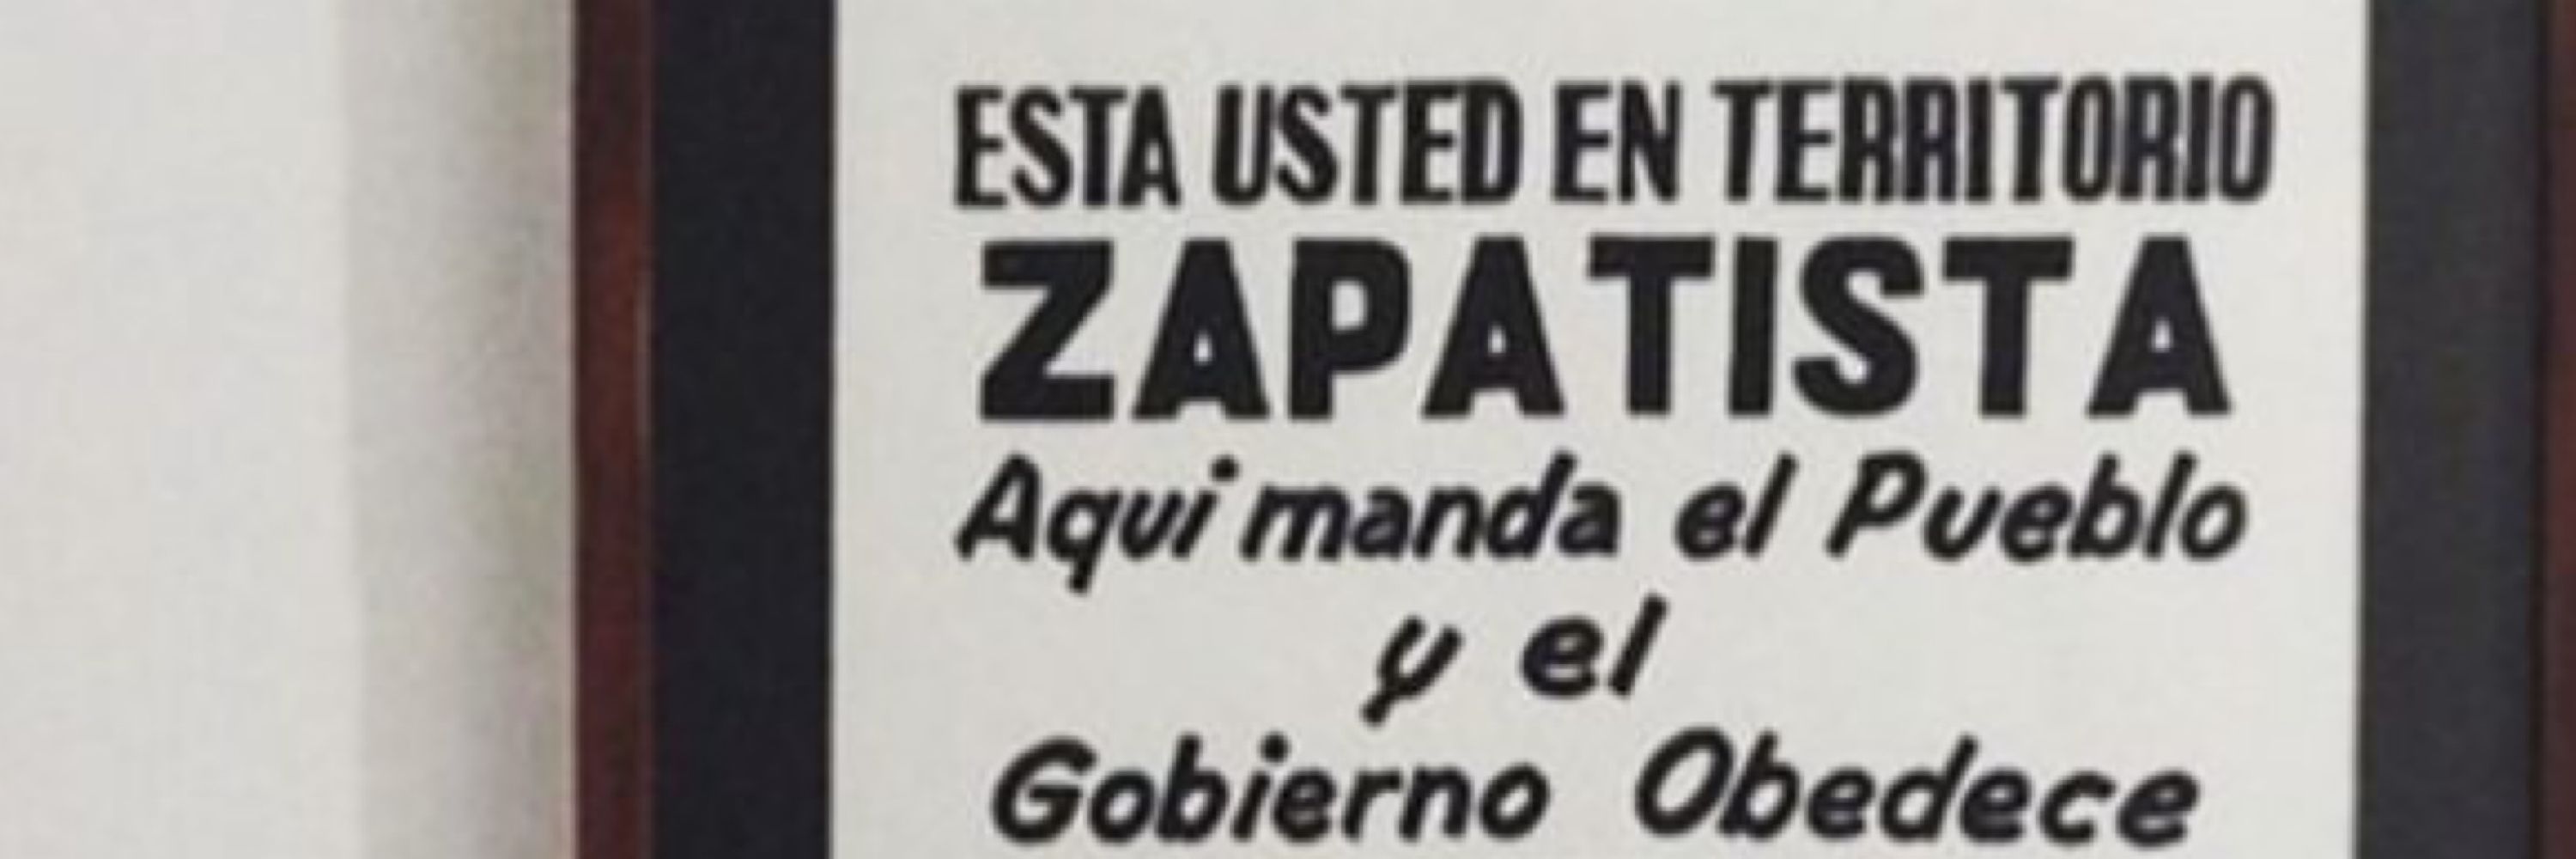 ESTA USTED EN TERRITORIO
ZAPATISTA
Aqui manda el Pueblo
y el
Gobierno Obedece